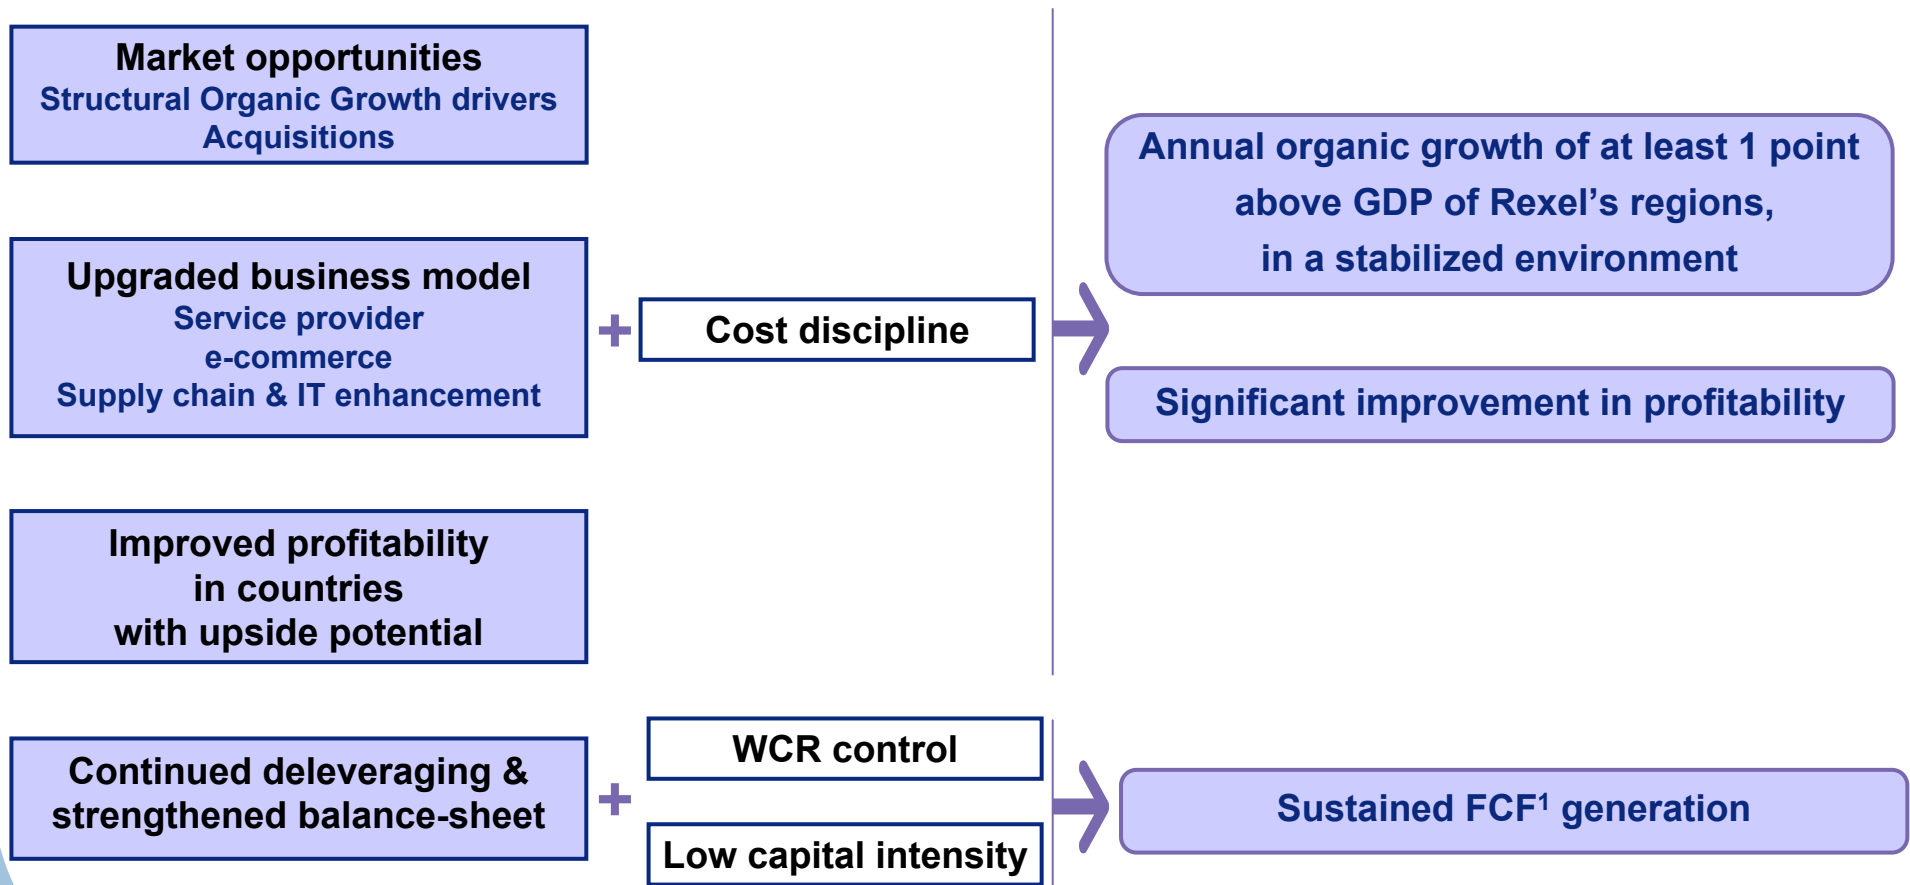 Market opportunities
Structural Organic Growth drivers
Acquisitions
Upgraded business model
Service provider
e-commerce
Supply chain & IT enhancement
+
Cost discipline
Annual organic growth of at least 1 point
above GDP of Rexel’s regions,
in a stabilized environment
Significant improvement in profitability
Improved profitability
in countries
with upside potential
Continued deleveraging &
strengthened balance-sheet
+
WCR control
Low capital intensity
Sustained FCF¹ generation